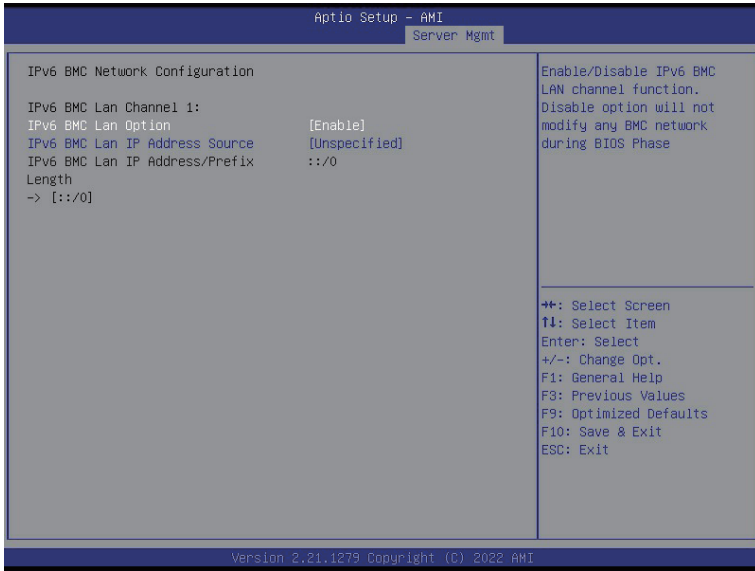 Aptio Setup - AMI
Server Mgmt
IPv6 BMC Network Configuration
IPv6 BMC Lan Channel 1:
IPv6 BMC Lan Option [Enable]
IPv6 BMC Lan IP Address Source [Unspecified]
IPv6 BMC Lan IP Address/Prefix ::/0
Length
-> [::/0]
Enable/Disable IPv6 BMC
LAN channel function.
Disable option will not
modify any BMC network
during BIOS Phase
→←: Select Screen
↑↓: Select Item
Enter: Select
+/-: Change Opt.
F1: General Help
F3: Previous Values
F9: Optimized Defaults
F10: Save & Exit
ESC: Exit
Version 2.21.1279 Copyright (C) 2022 AMI